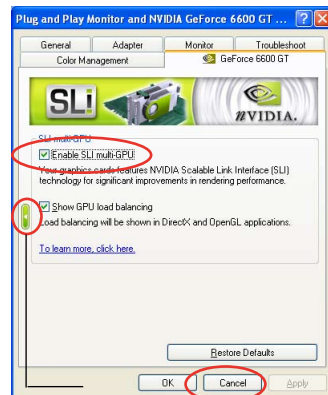 Plug and Play Monitor and NVIDIA GeForce 6600 GT ...
General Adapter Monitor Troubleshoot
Color Management GeForce 6600 GT
SLI
NVIDIA.
SLI multi-GPU
Enable SLI multi-GPU
Your graphics cards features NVIDIA Scalable Link Interface (SLI)
technology for significant improvements in rendering performance.
Show GPU load balancing
Load balancing will be shown in DirectX and OpenGL applications.
To learn more, click here.
Restore Defaults
OK Cancel Apply